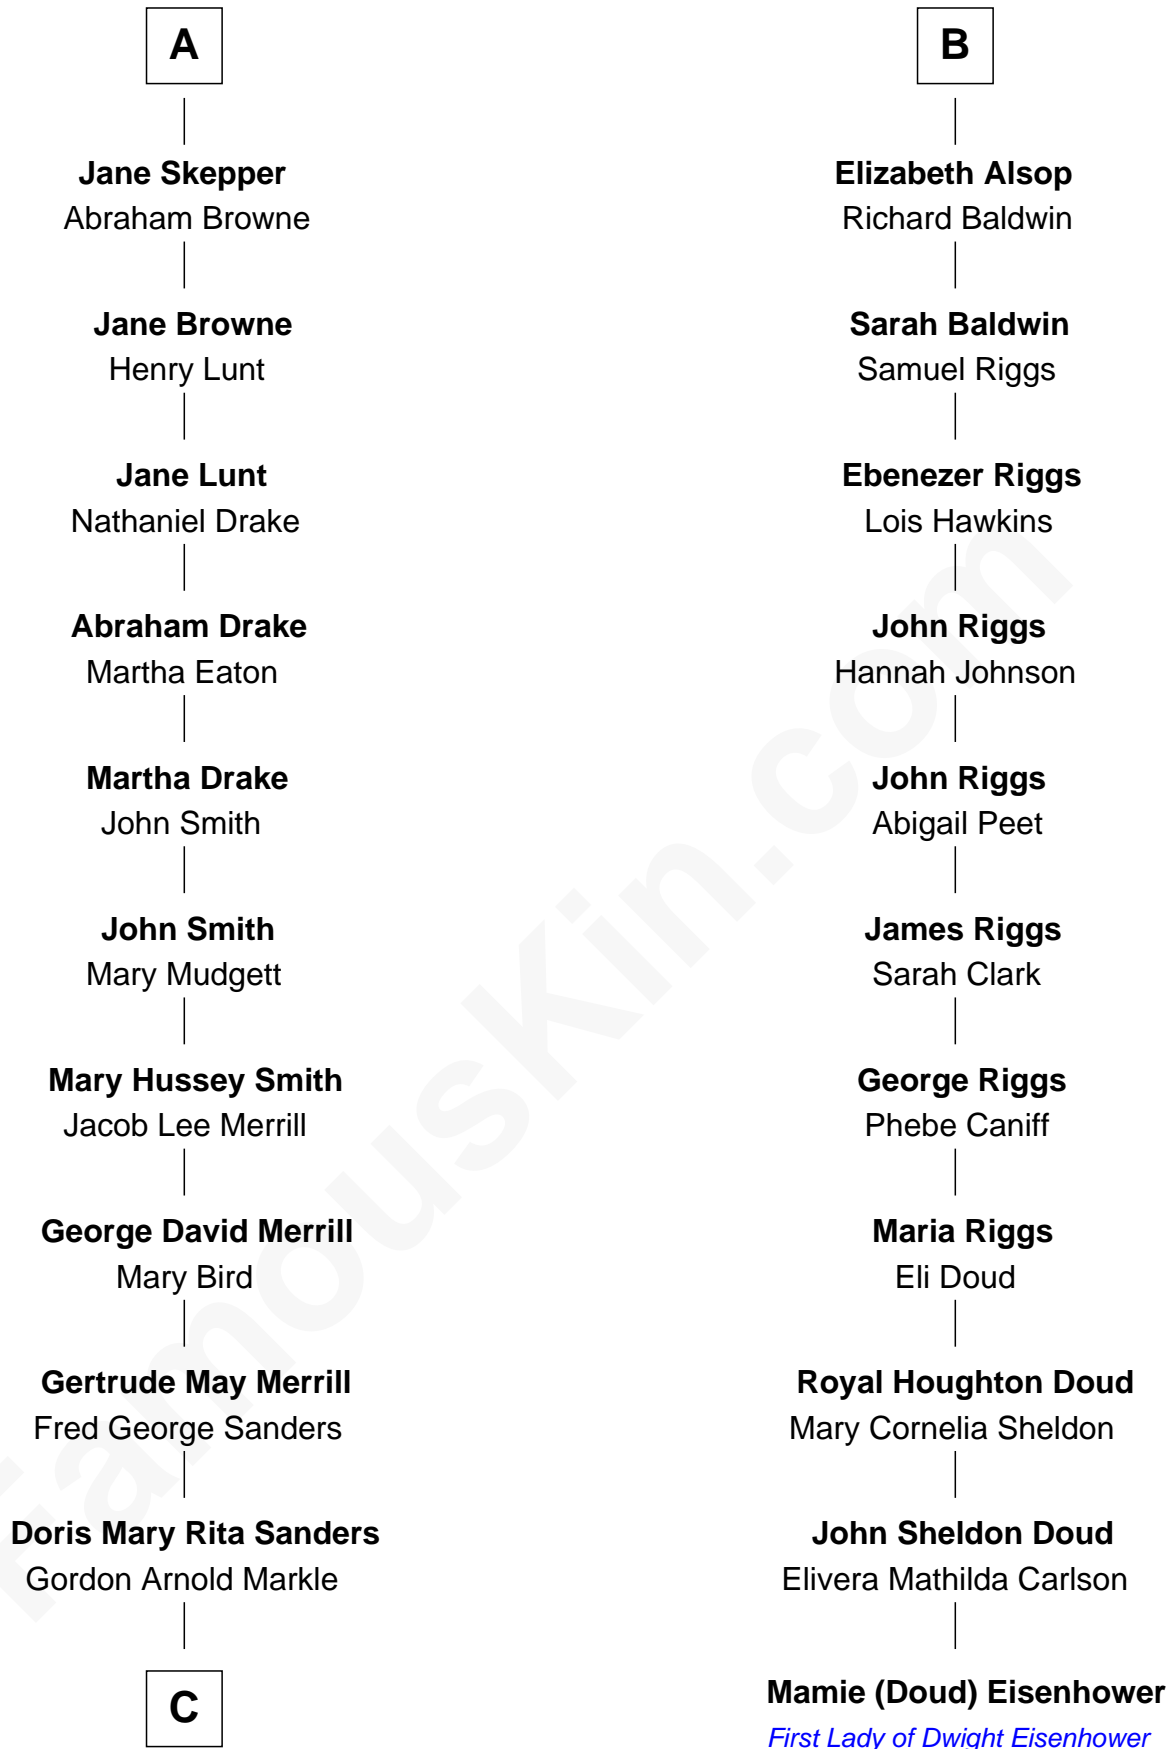 A
Jane Skepper
Abraham Browne
Jane Browne
Henry Lunt
Jane Lunt
Nathaniel Drake
Abraham Drake
Martha Eaton
Martha Drake
John Smith
John Smith
Mary Mudgett
Mary Hussey Smith
Jacob Lee Merrill
George David Merrill
Mary Bird
Gertrude May Merrill
Fred George Sanders
Doris Mary Rita Sanders
Gordon Arnold Markle
C
B
Elizabeth Alsop
Richard Baldwin
Sarah Baldwin
Samuel Riggs
Ebenezer Riggs
Lois Hawkins
John Riggs
Hannah Johnson
John Riggs
Abigail Peet
James Riggs
Sarah Clark
George Riggs
Phebe Caniff
Maria Riggs
Eli Doud
Royal Houghton Doud
Mary Cornelia Sheldon
John Sheldon Doud
Elivera Mathilda Carlson
Mamie (Doud) Eisenhower
First Lady of Dwight Eisenhower
FamousKin.com